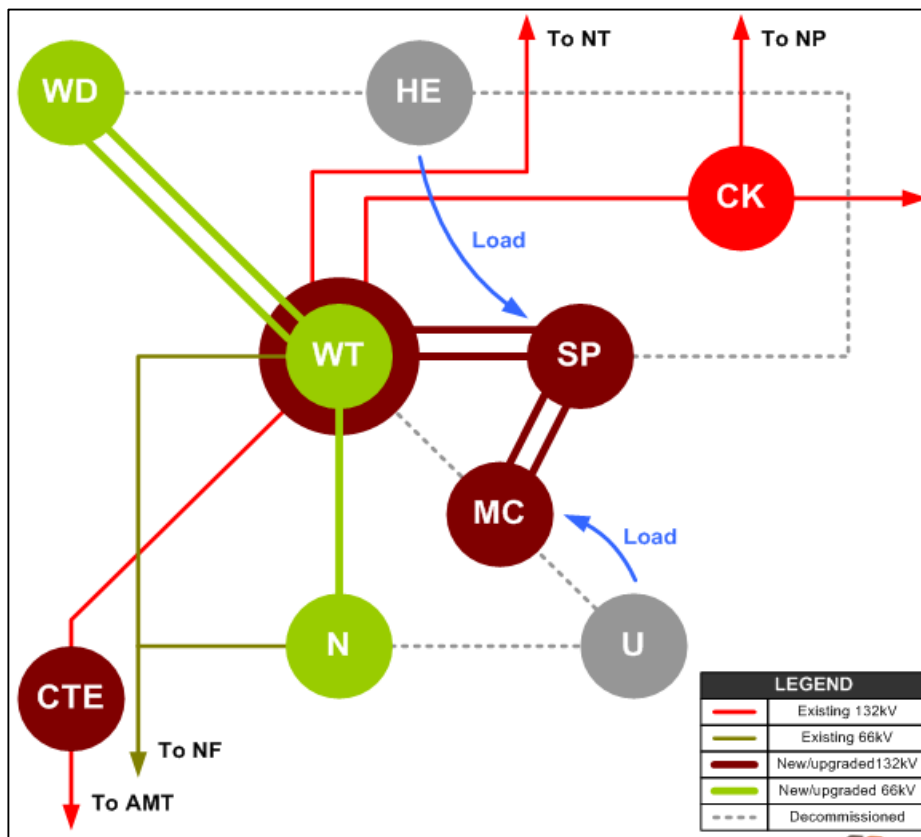 To NT
To NP
WD
HE
CK
Load
WT
SP
MC
Load
N
U
CTE
To NF
To AMT
LEGEND
Existing 132kV
Existing 66kV
New/upgraded132kV
New/upgraded 66kV
Decommissioned